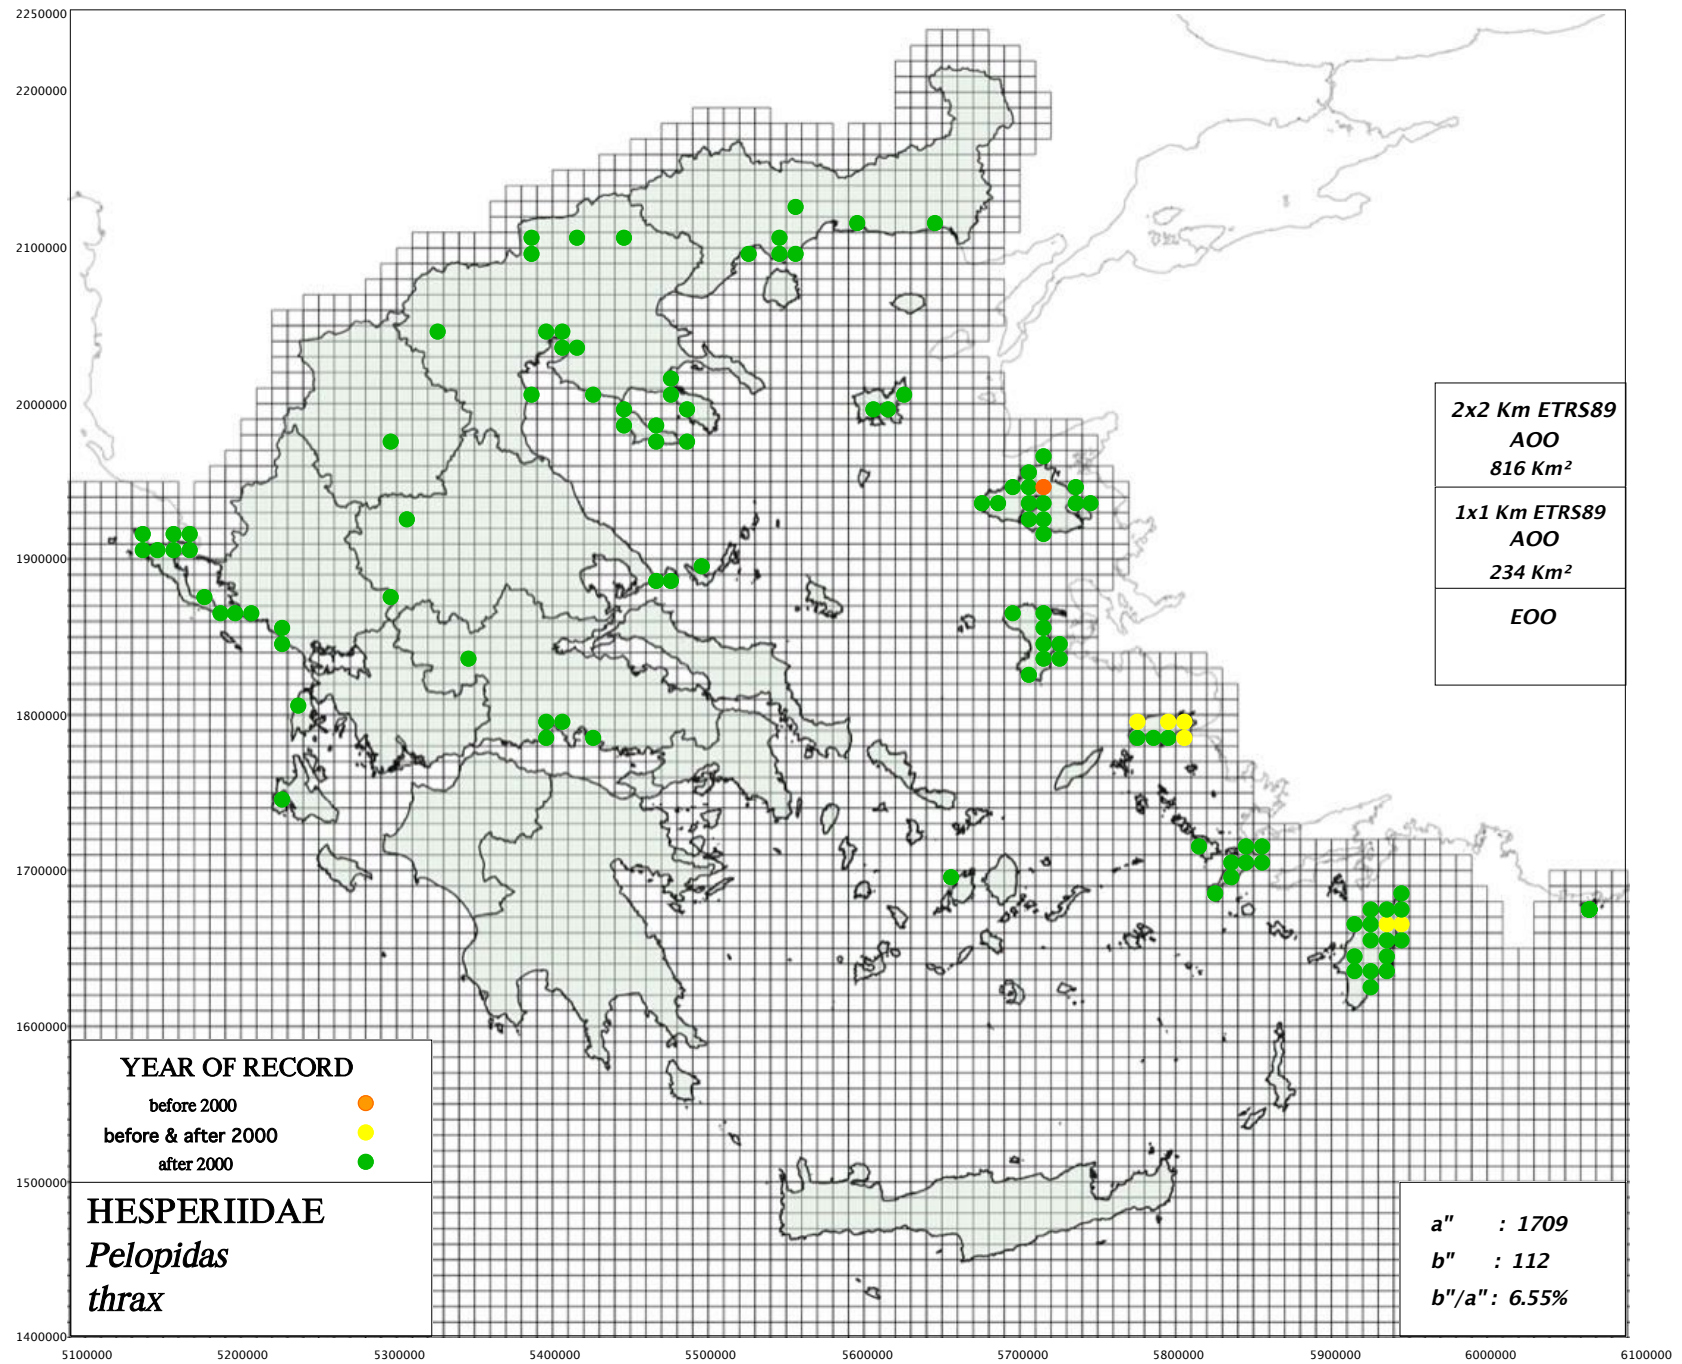 2250000
2200000
2100000
2000000
1900000
1800000
1700000
1600000
1500000
1400000
2x2 Km ETRS89
AOO
816 Km²
1x1 Km ETRS89
AOO
234 Km²
EOO
YEAR OF RECORD
before 2000
before & after 2000
after 2000
HESPERIIDAE
Pelopidas
thrax
a" : 1709
b" : 112
b"/a" : 6.55%
5100000 5200000 5300000 5400000 5500000 5600000 5700000 5800000 5900000 6000000 6100000